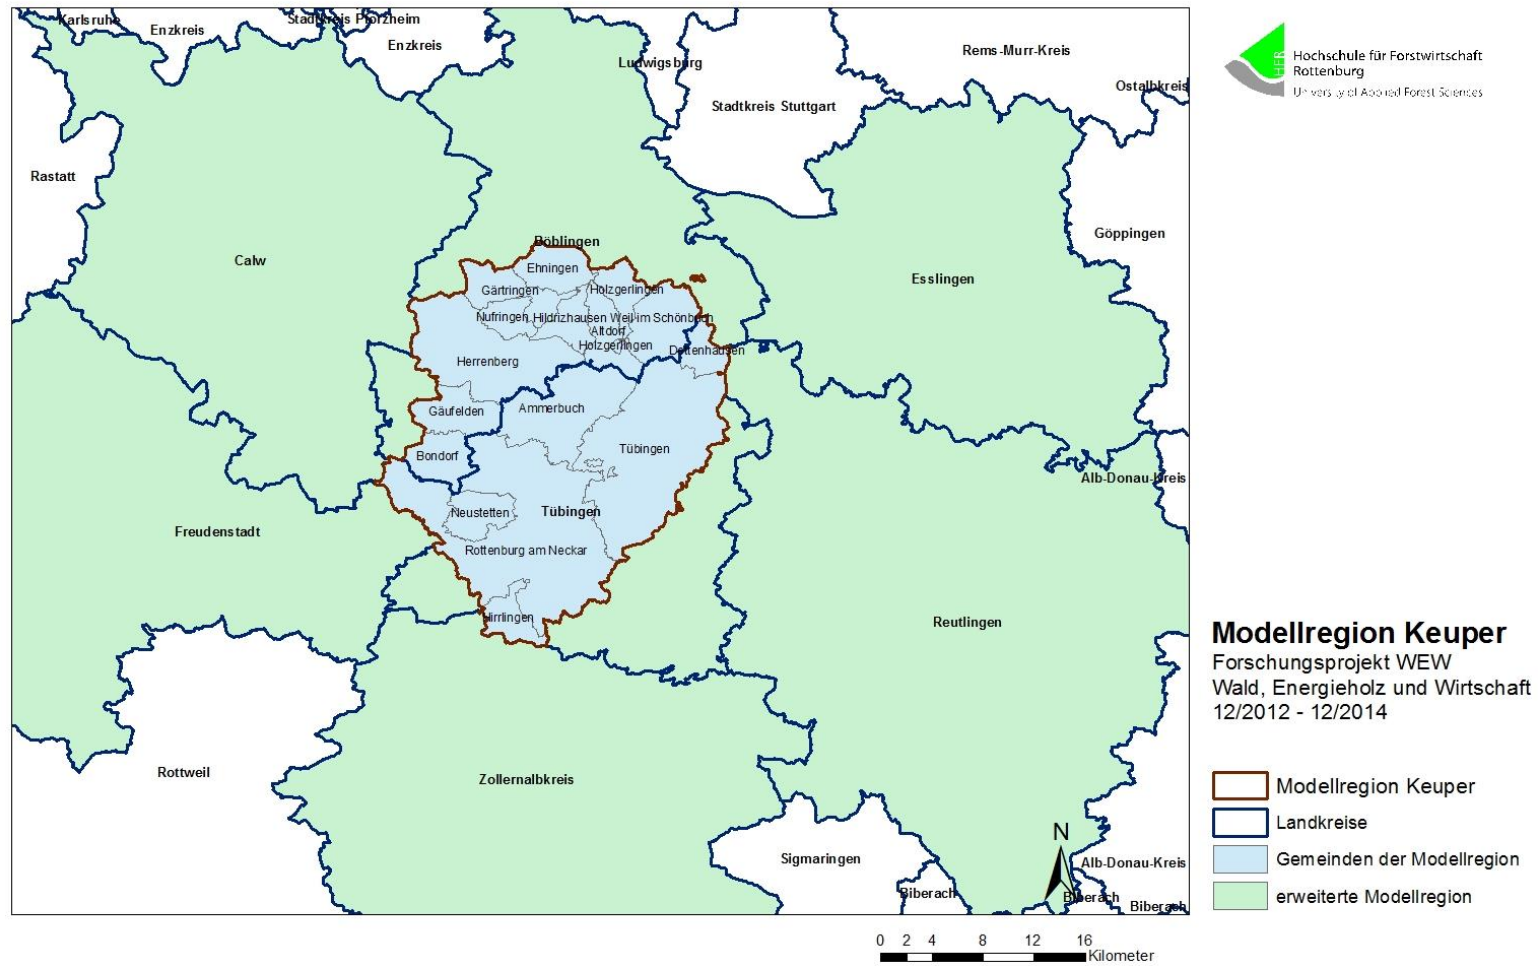 Karlsruhe
Enzkreis
Stadtkreis Pforzheim
Enzkreis
Ludwigsburg
Rems-Murr-Kreis
Ostalbkreis
Stadtkreis Stuttgart
Rastatt
Göppingen
Calw
Böblingen
Esslingen
Ehningen
Gärtringen
Holzgerlingen
Nufringen
Hildrizhausen
Weil im Schönbuch
Altdorf
Holzgerlingen
Dettenhausen
Herrenberg
Gäufelden
Ammerbuch
Bondorf
Tübingen
Alb-Donau-Kreis
Neustetten
Tübingen
Freudenstadt
Rottenburg am Neckar
Hirrlingen
Reutlingen
Rottweil
Zollernalbkreis
Sigmaringen
Alb-Donau-Kreis
Biberach
Biberach
Biberach
N
0 2 4 8 12 16
Kilometer
HFR
Hochschule für Forstwirtschaft
Rottenburg
University of Applied Forest Sciences
Modellregion Keuper
Forschungsprojekt WEW
Wald, Energieholz und Wirtschaft
12/2012 - 12/2014
Modellregion Keuper
Landkreise
Gemeinden der Modellregion
erweiterte Modellregion